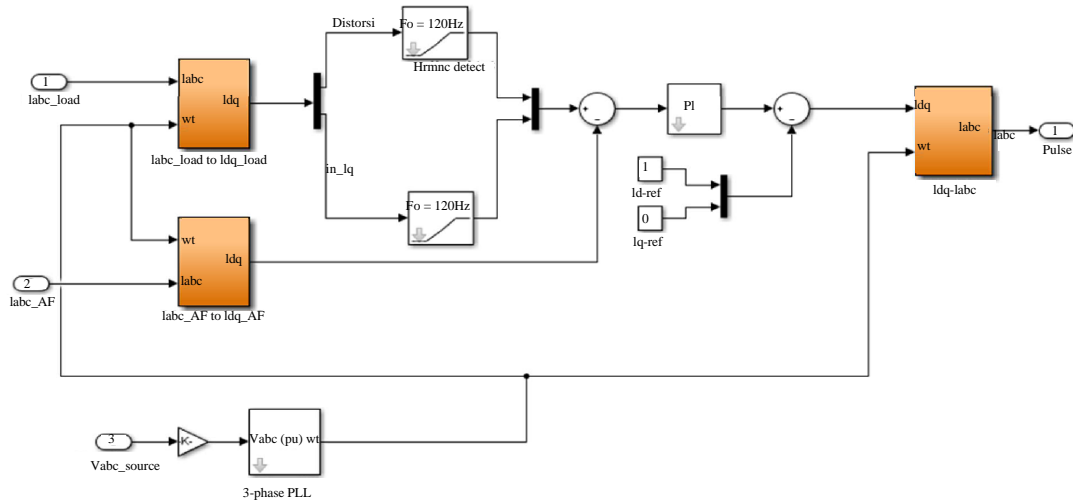 Distorsi
Fo = 120Hz
Hrmnc detect
1
Iabc_load
Iabc
wt
Idq
Iabc_load to Idq_load
in_Iq
Fo = 120Hz
+
−
PI
+
−
1
Id-ref
0
Iq-ref
Idq
wt
Iabc
Iabc
Idq-Iabc
1
Pulse
wt
Iabc
Idq
Iabc_AF to Idq_AF
2
Iabc_AF
3
Vabc_source
-K-
Vabc (pu) wt
3-phase PLL